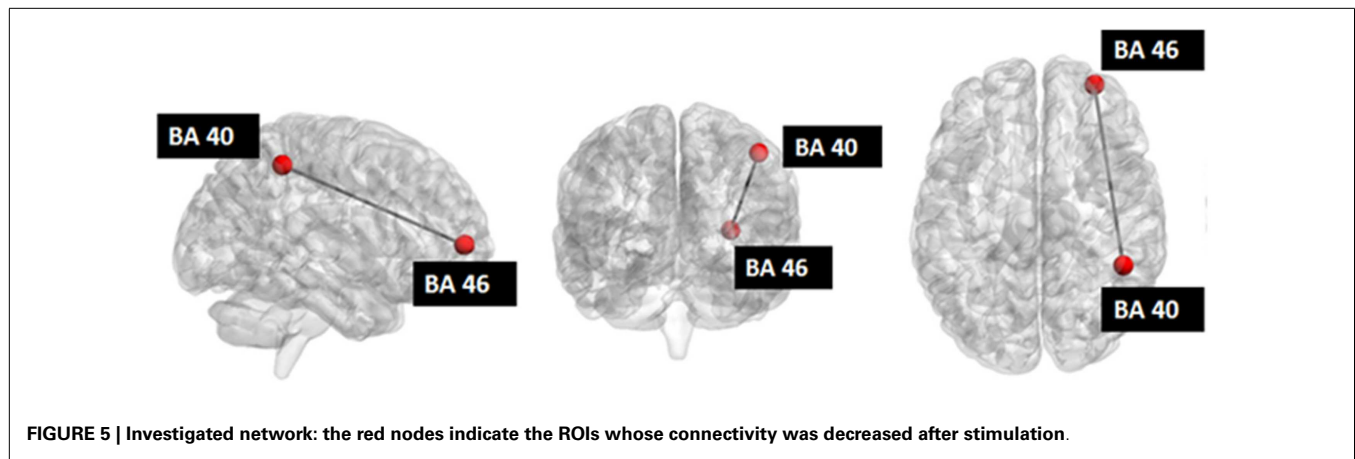 BA 46
BA 40
BA 40
BA 46
BA 46
BA 40
FIGURE 5 | Investigated network: the red nodes indicate the ROIs whose connectivity was decreased after stimulation.